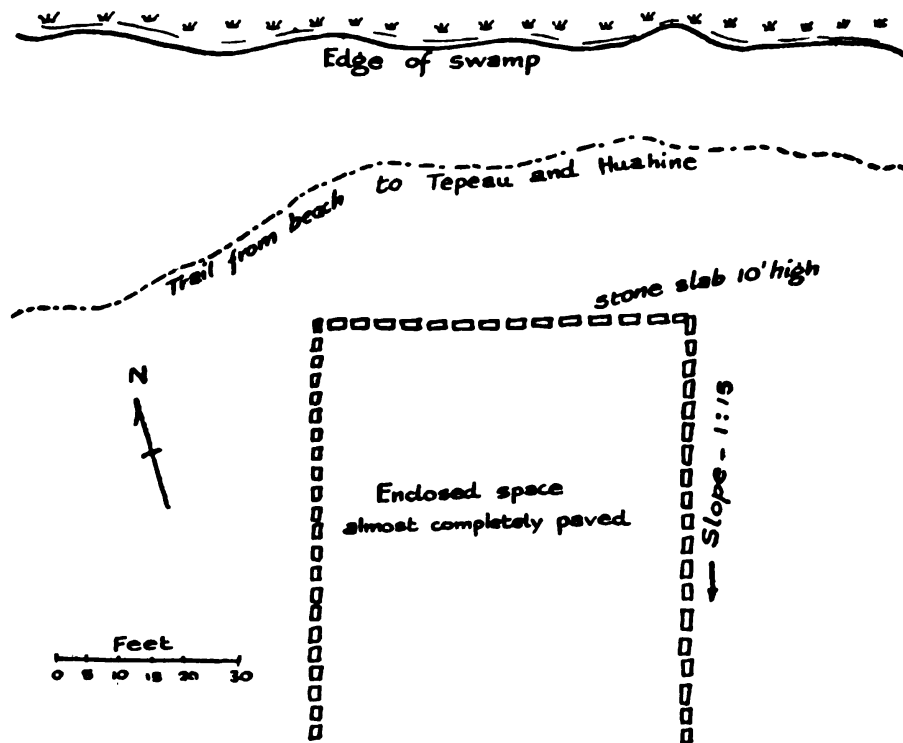 Edge of swamp
Trail from beach to Tepeau and Huahine
stone slab 10' high
N
Slope - 1:15
Enclosed space
almost completely paved
Feet
0 5 10 15 20 30